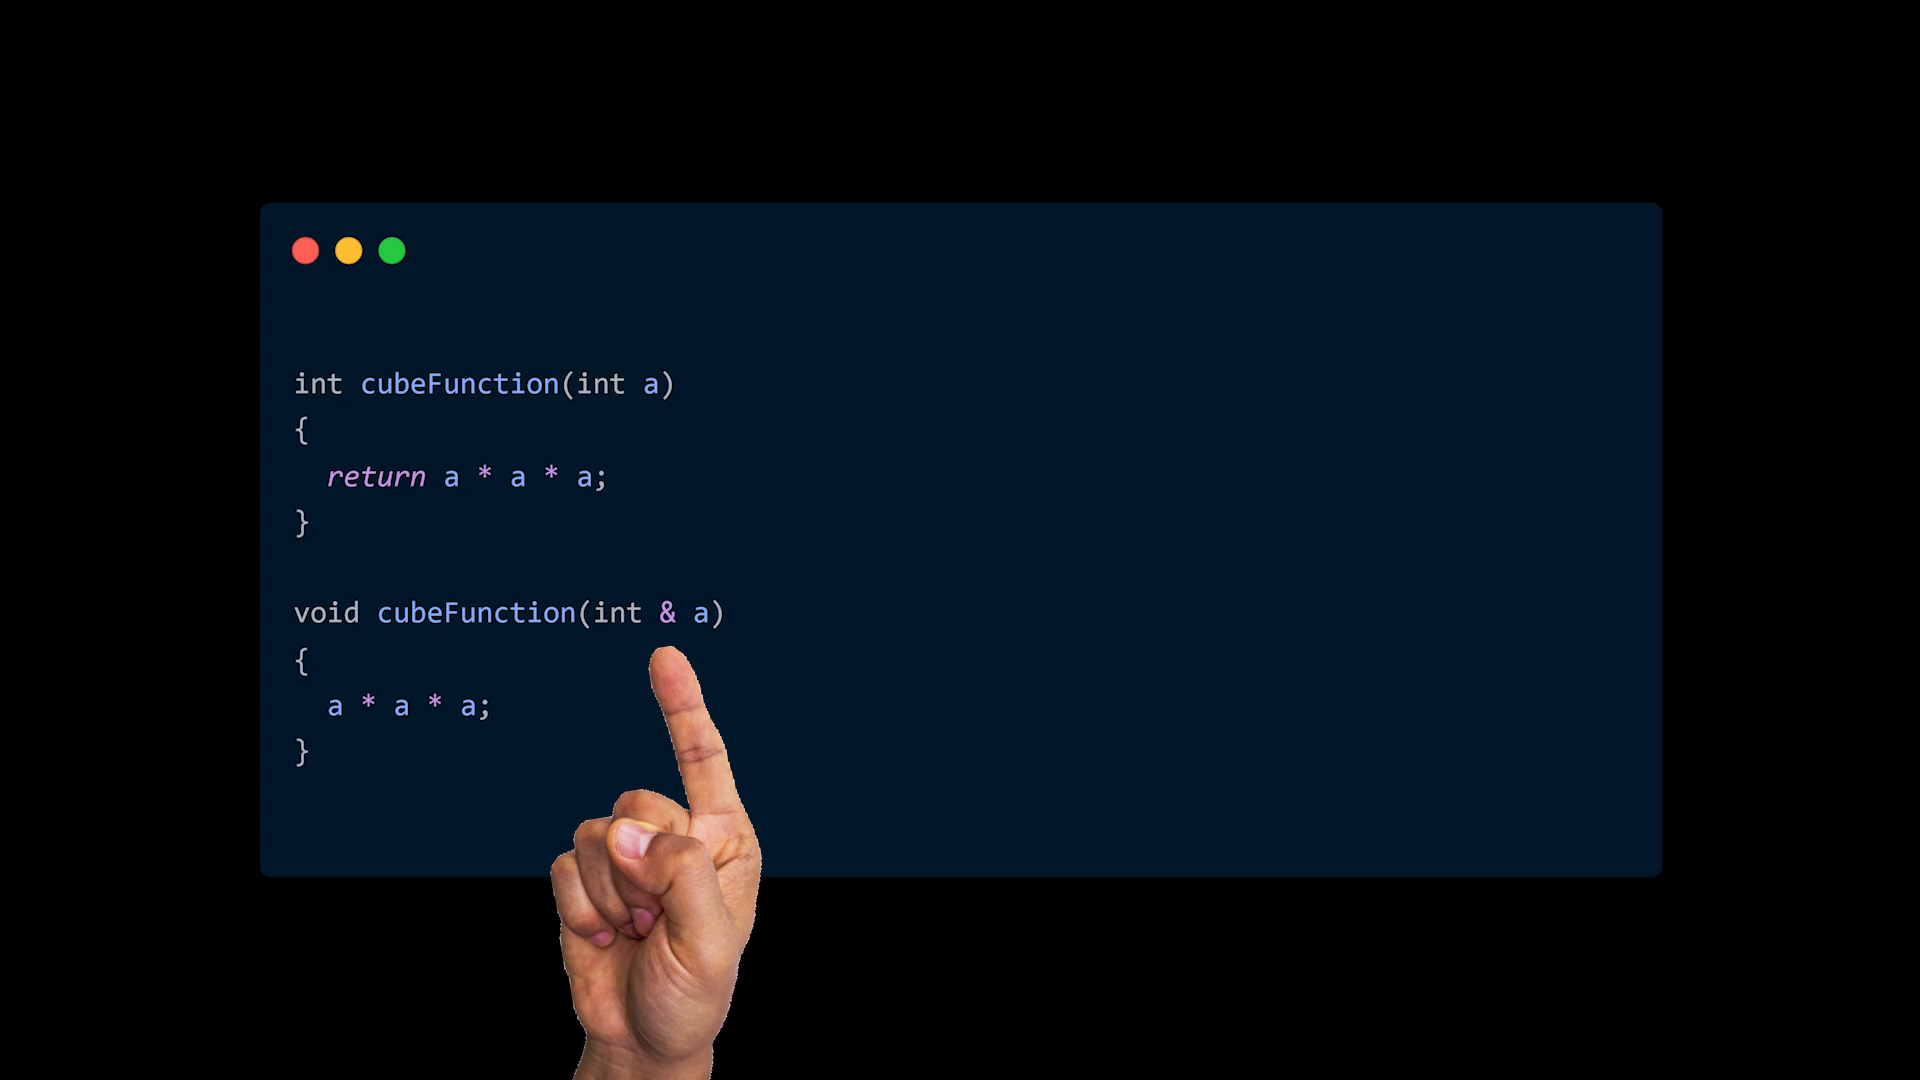 int cubeFunction(int a)
{
return a * a * a;
}
void cubeFunction(int & a)
{
a * a * a;
}